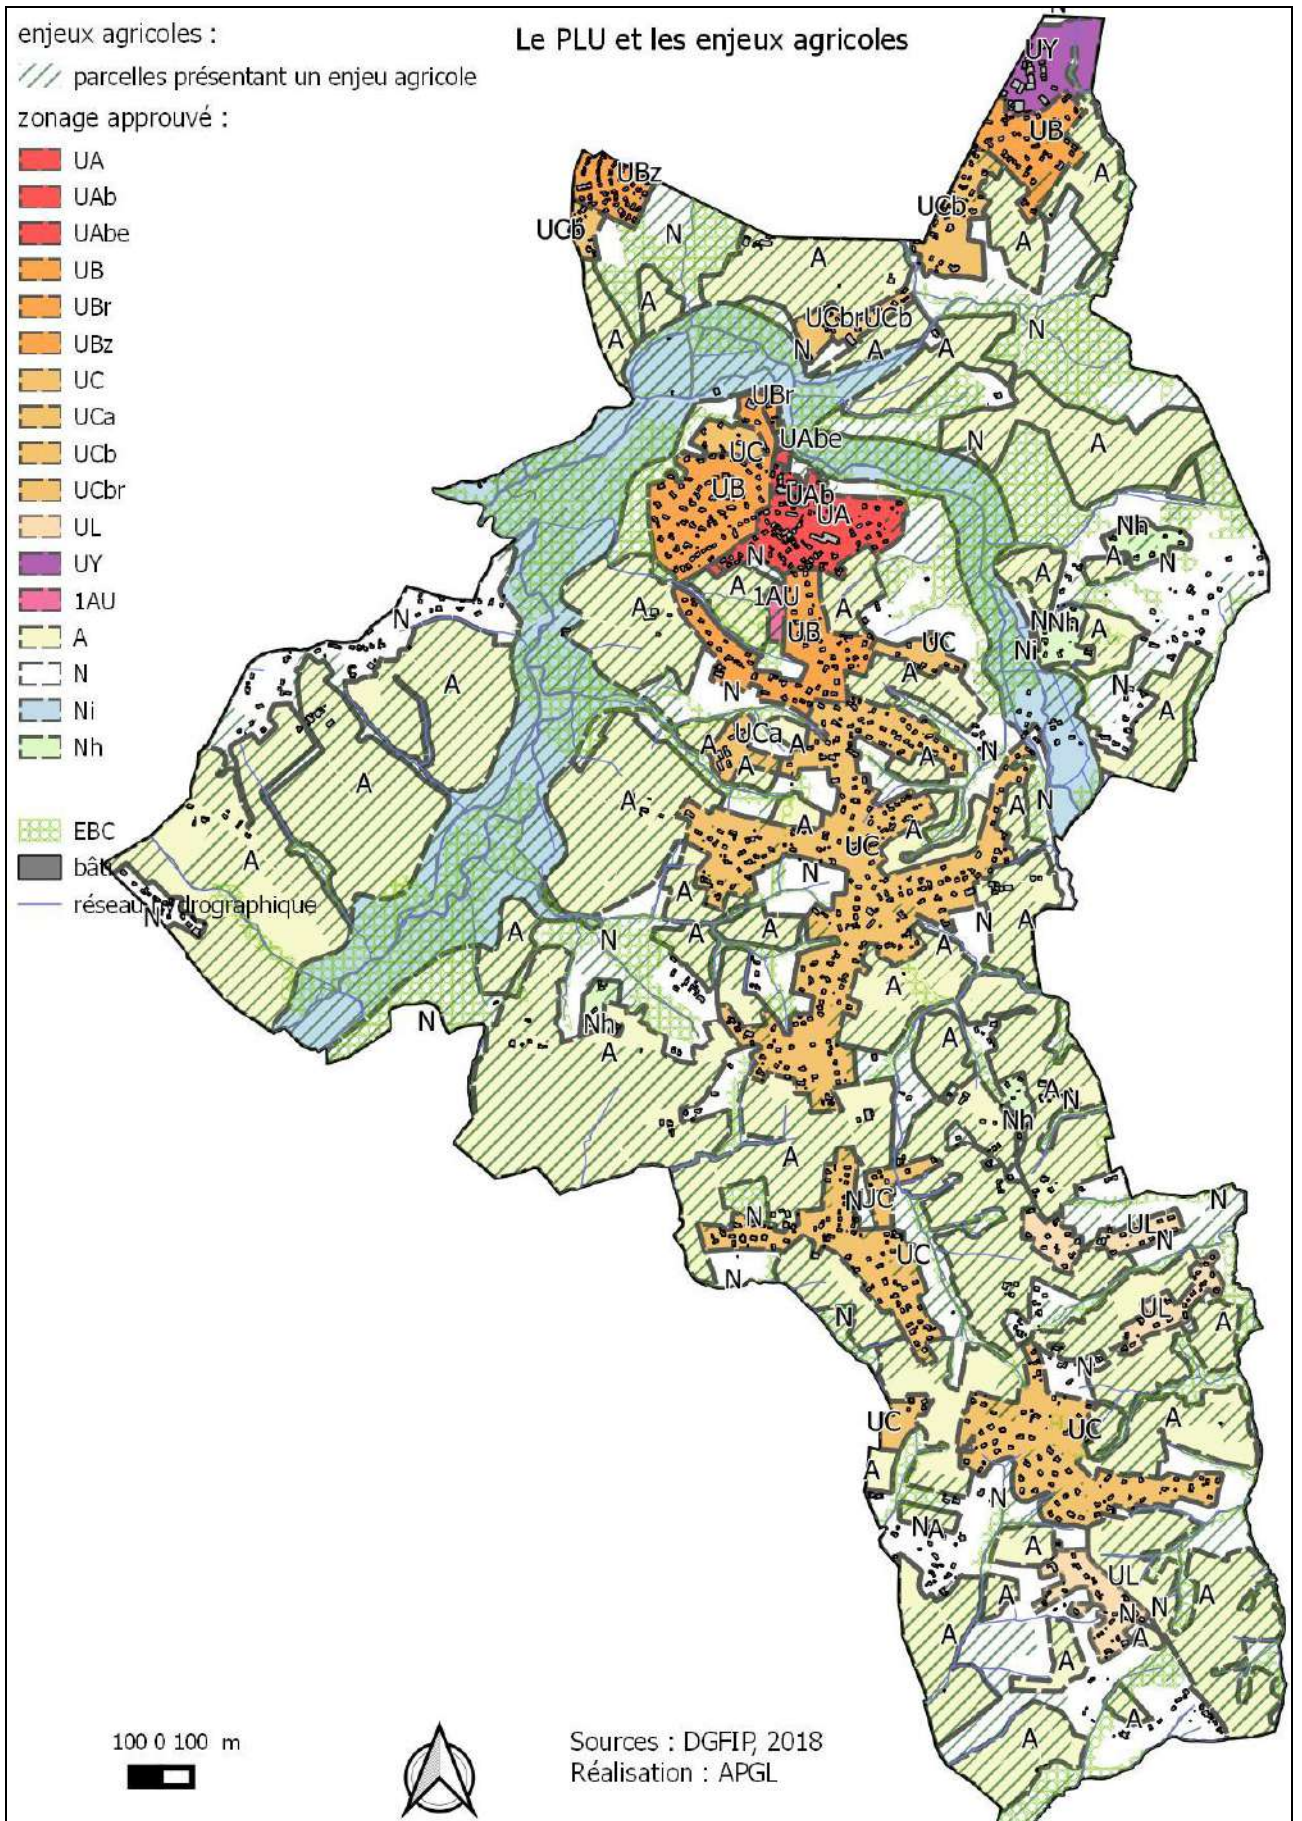 Le PLU et les enjeux agricoles
enjeux agricoles :
parcelles présentant un enjeu agricole
zonage approuvé :
UA
UAb
UAbe
UB
UBr
UBz
UC
UCa
UCb
UCbr
UL
UY
1AU
A
N
Ni
Nh
EBC
bâti
réseau hydrographique
UY
UB
A
UBz
UCb
UCb
N
A
A
A
UCbr
UCb
N
A
N
A
A
UBr
UAbe
UC
N
A
UB
UAb
UA
Nh
N
A
N
A
1AU
A
A
A
N
UB
UC
N
Nh
A
Ni
A
A
N
N
A
UCa
A
A
N
A
A
A
A
A
N
UC
A
A
N
A
N
N
A
A
A
N
A
A
N
A
N
Nh
A
A
A
N
Nh
A
N
N
UC
UC
N
UL
N
N
N
UL
A
N
UC
UC
A
A
N
N
A
A
UL
A
N
N
A
A
A
A
A
A
100 0 100 m
Sources : DGFIP, 2018
Réalisation : APGL